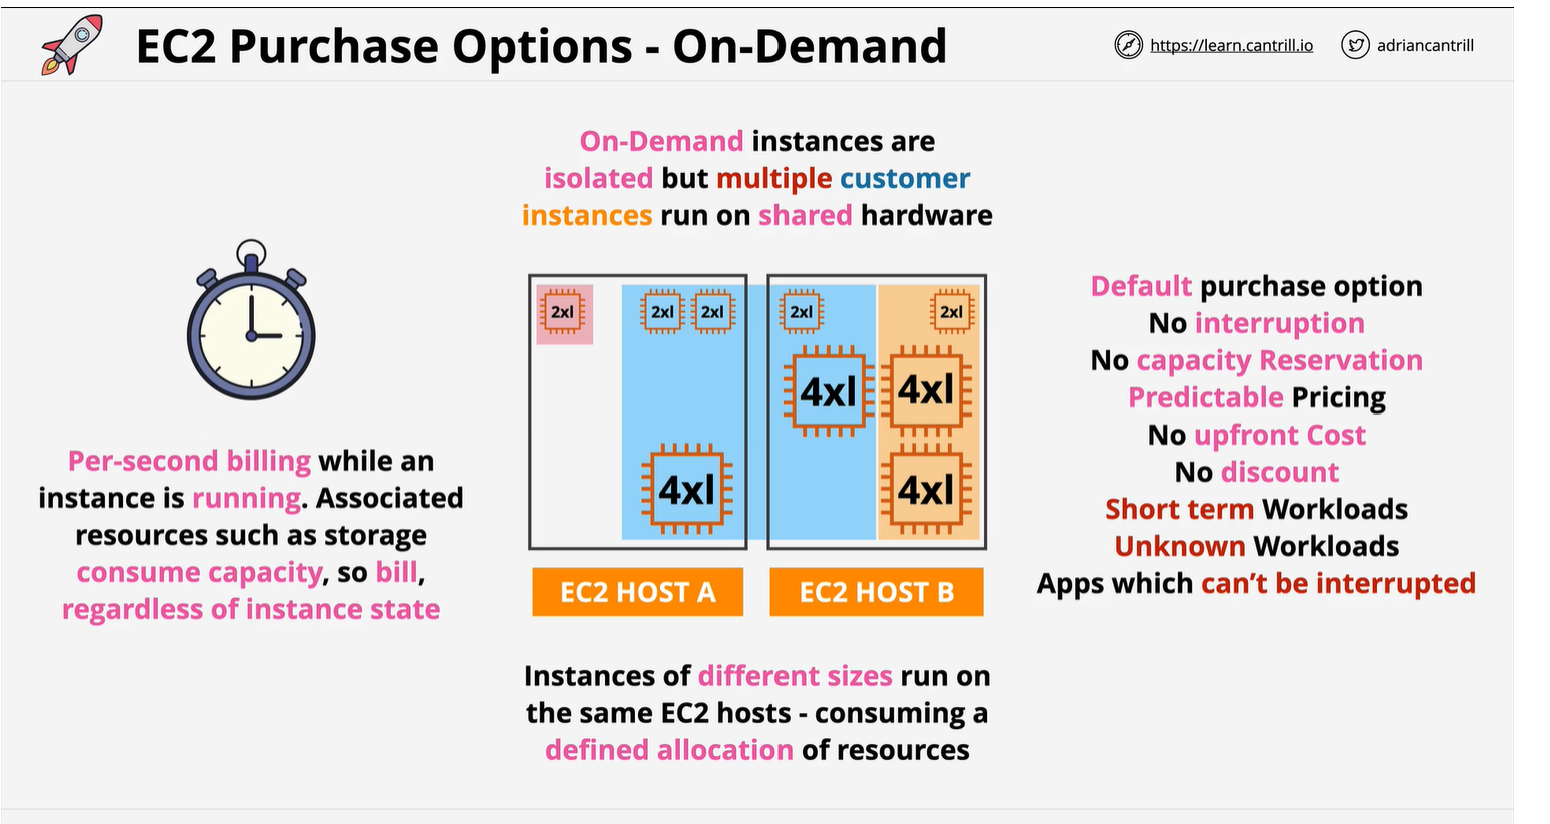 EC2 Purchase Options - On-Demand
https://learn.cantrill.io
adriancantrill
On-Demand instances are
isolated but multiple customer
instances run on shared hardware
Per-second billing while an
instance is running. Associated
resources such as storage
consume capacity, so bill,
regardless of instance state
2xl
2xl
2xl
4xl
EC2 HOST A
2xl
2xl
4xl
4xl
4xl
EC2 HOST B
Instances of different sizes run on
the same EC2 hosts - consuming a
defined allocation of resources
Default purchase option
No interruption
No capacity Reservation
Predictable Pricing
No upfront Cost
No discount
Short term Workloads
Unknown Workloads
Apps which can’t be interrupted